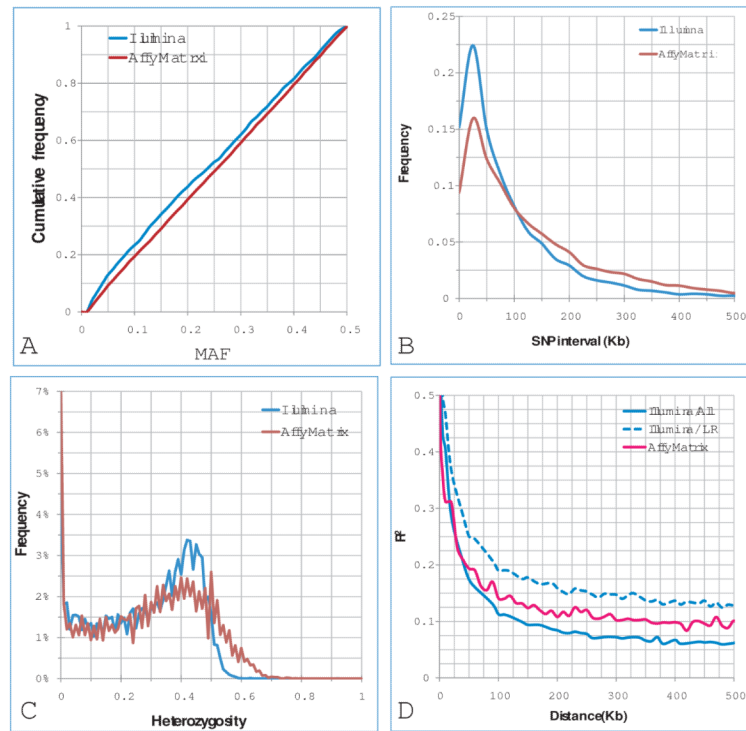 Illumina
AffyMatrixi
Cumulative frequency
1
0.8
0.6
0.4
0.2
0
0 0.1 0.2 0.3 0.4 0.5
MAF
A
Illumina
AffyMatri:
Frequency
0.25
0.2
0.15
0.1
0.05
0
0 100 200 300 400 500
SNP interval (Kb)
B
Illumina
AffyMatrix
Frequency
7%
6%
5%
4%
3%
2%
1%
0%
0 0.2 0.4 0.6 0.8 1
Heterozygosity
C
Illumina/All
Illumina/LR
AffyMatrix
R²
0.5
0.4
0.3
0.2
0.1
0
0 100 200 300 400 500
Distance(Kb)
D